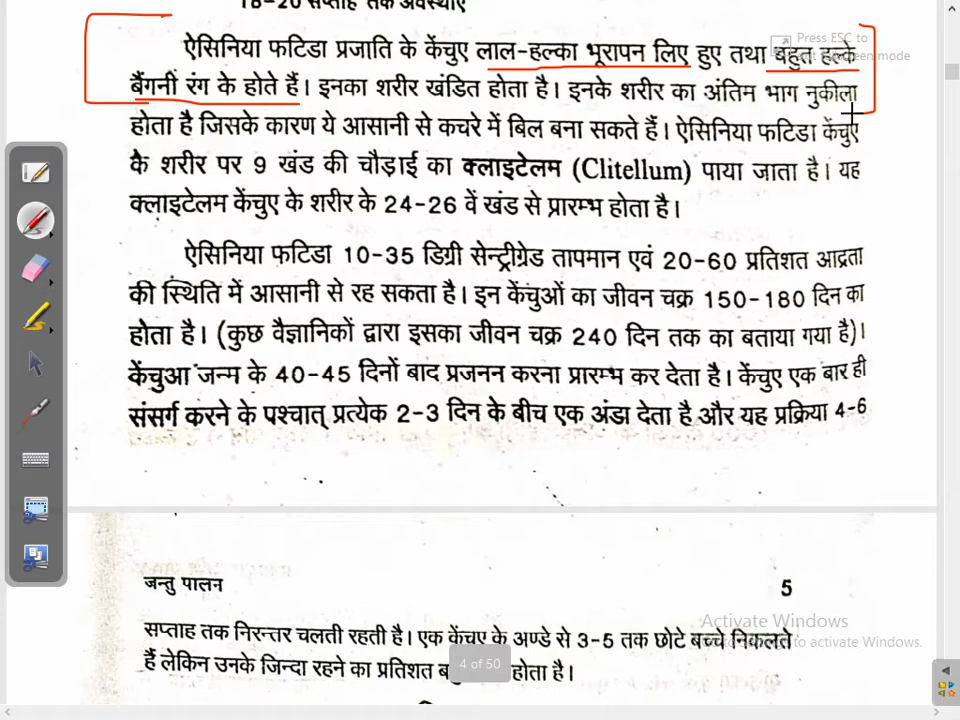 18-20 सप्ताह तक अवस्थाएँ
ऐसिनिया फटिडा प्रजाति के केंचुए लाल-हल्का भूरापन लिए हुए तथा बहुत हल्के
बैंगनी रंग के होते हैं। इनका शरीर खंडित होता है। इनके शरीर का अंतिम भाग नुकीला
होता है जिसके कारण ये आसानी से कचरे में बिल बना सकते हैं। ऐसिनिया फटिडा केंचुए
के शरीर पर 9 खंड की चौड़ाई का क्लाइटेलम (Clitellum) पाया जाता है। यह
क्लाइटेलम केंचुए के शरीर के 24-26 वें खंड से प्रारम्भ होता है।
ऐसिनिया फटिडा 10-35 डिग्री सेन्ट्रीग्रेड तापमान एवं 20-60 प्रतिशत आद्रता
की स्थिति में आसानी से रह सकता है। इन केंचुओं का जीवन चक्र 150-180 दिन का
होता है। (कुछ वैज्ञानिकों द्वारा इसका जीवन चक्र 240 दिन तक का बताया गया है)।
केंचुआ जन्म के 40-45 दिनों बाद प्रजनन करना प्रारम्भ कर देता है। केंचुए एक बार ही
संसर्ग करने के पश्चात् प्रत्येक 2-3 दिन के बीच एक अंडा देता है और यह प्रक्रिया 4-6
जन्तु पालन 5
सप्ताह तक निरन्तर चलती रहती है। एक केंचए के अण्डे से 3-5 तक छोटे बच्चे निकलते
हैं लेकिन उनके जिन्दा रहने का प्रतिशत होता है।
Press ESC to
mode
Activate Windows
to activate Windows.
4 of 50